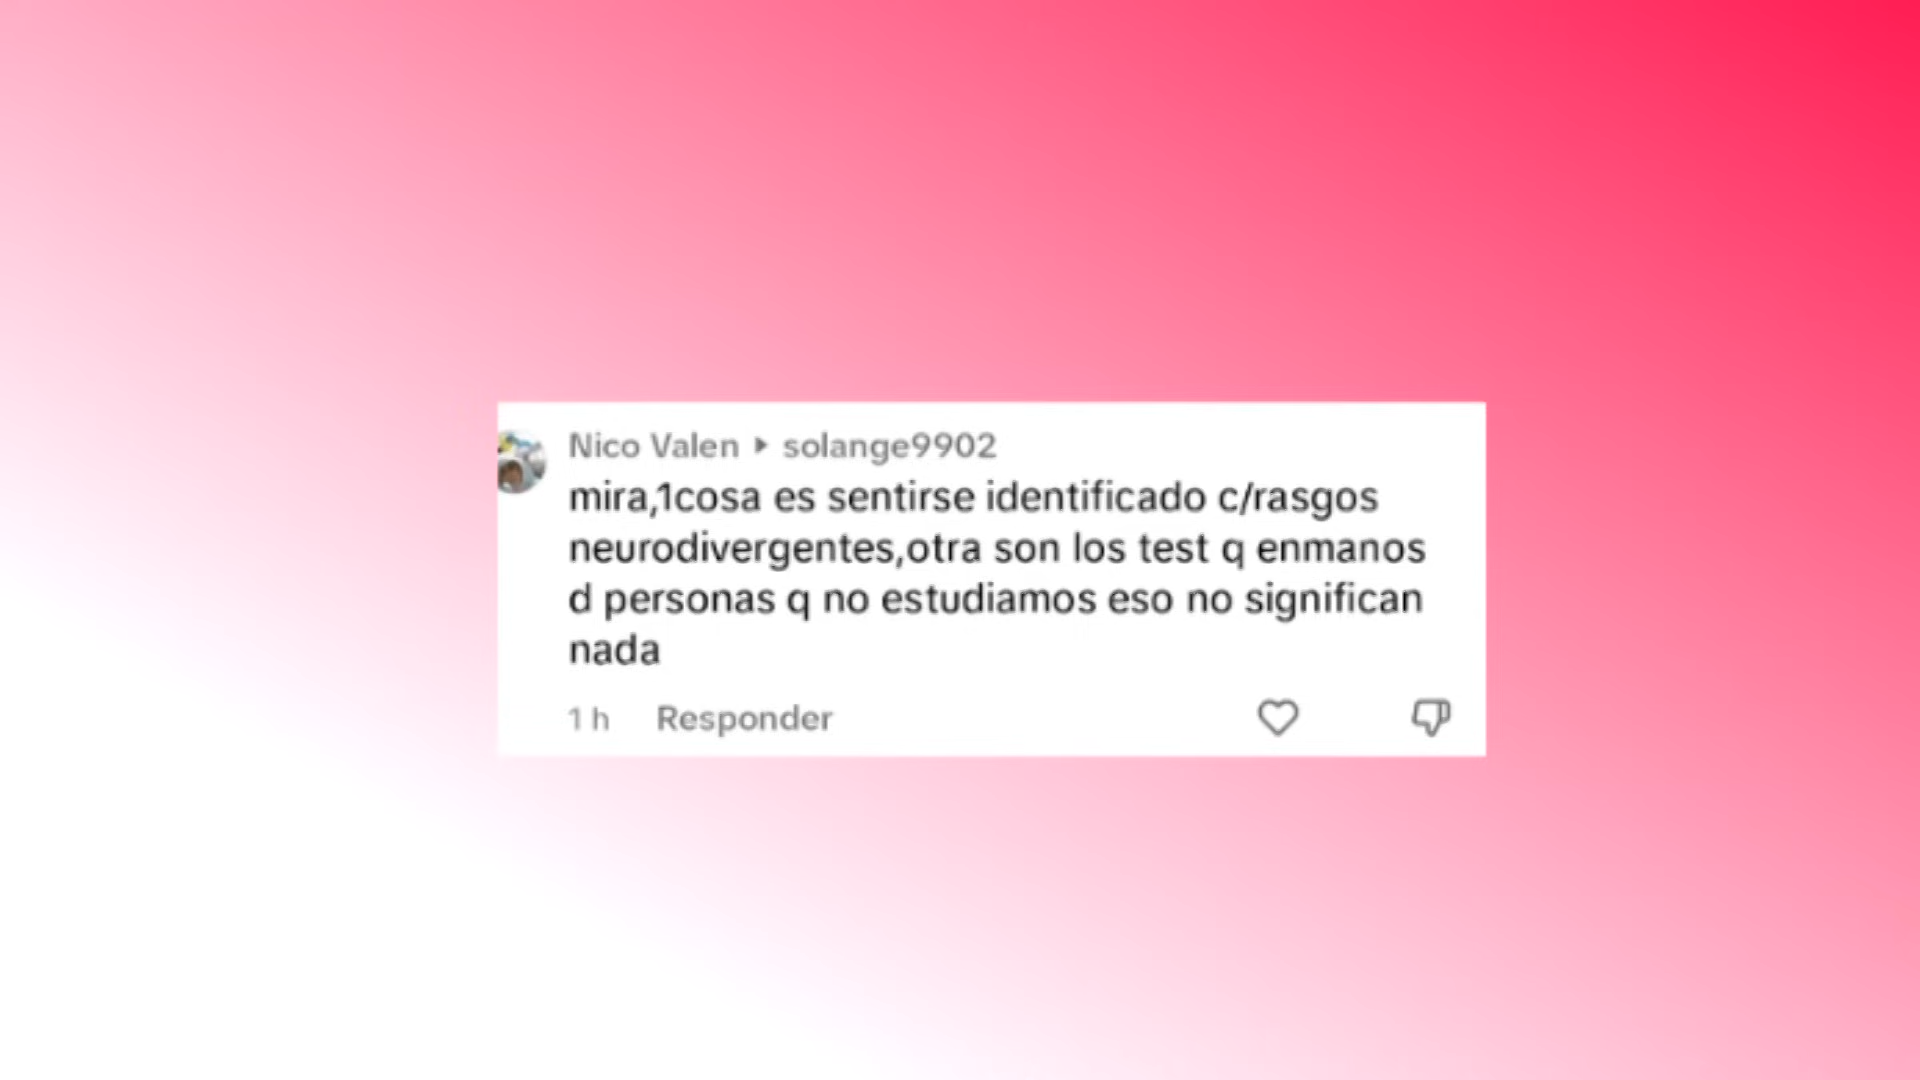 Nico Valen ▸ solange9902
mira,1cosa es sentirse identificado c/rasgos
neurodivergentes,otra son los test q enmanos
d personas q no estudiamos eso no significan
nada
1 h Responder